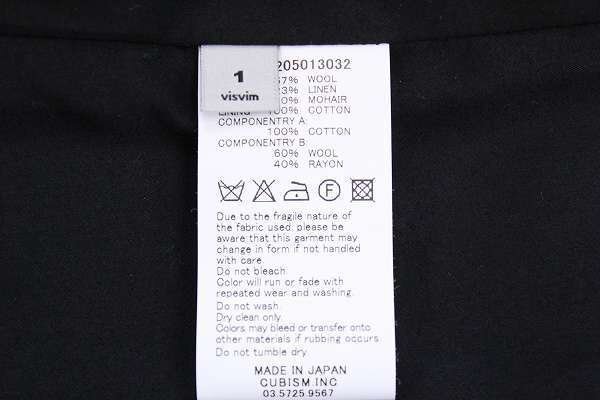 1
visvim
205013032
7% WOOL
3% LINEN
0% MOHAIR
LINING 100% COTTON
COMPONENTRY A:
100% COTTON
COMPONENTRY B:
60% WOOL
40% RAYON
F
Due to the fragile nature of
the fabric used, please be
aware that this garment may
change in form if not handled
with care.
Do not bleach.
Color will run or fade with
repeated wear and washing.
Do not wash.
Dry clean only.
Colors may bleed or transfer onto
other materials if rubbing occurs.
Do not tumble dry.
MADE IN JAPAN
CUBISM INC
03.5725.9567